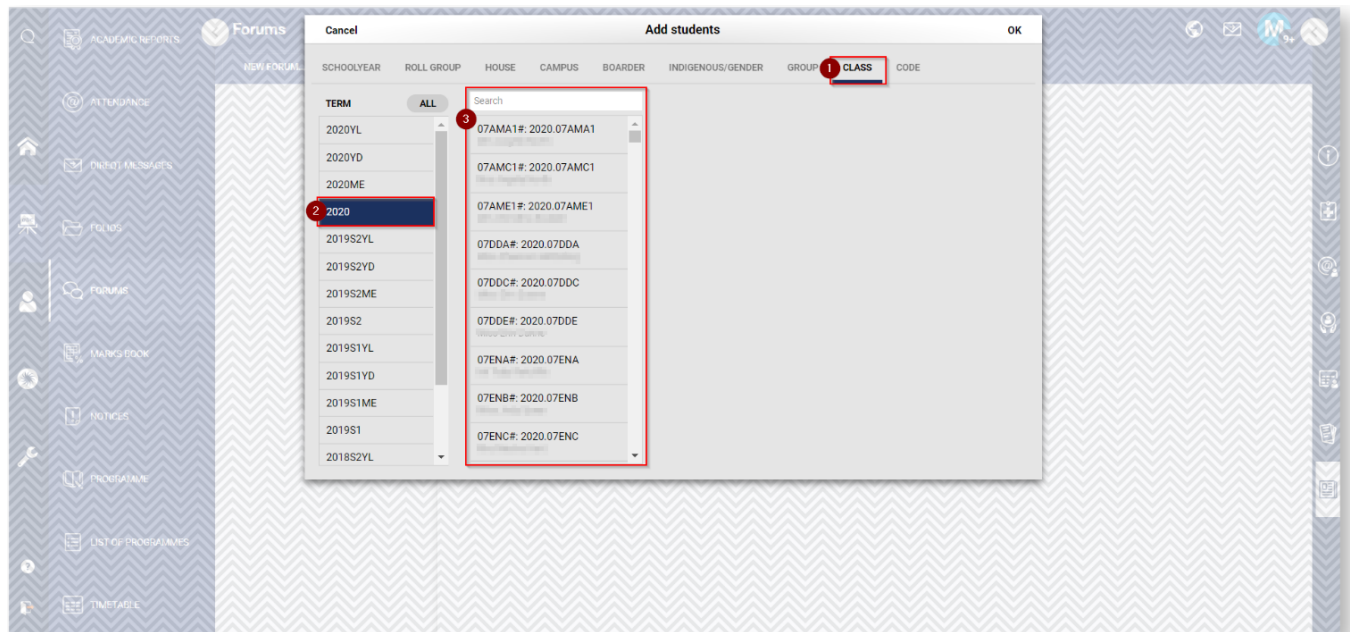 ACADEMIC REPORTS
ATTENDANCE
DIRECT MESSAGES
FOLIOS
FORUMS
MARKS BOOK
NOTICES
PROGRAMME
LIST OF PROGRAMMES
TIMETABLE
Forums
NEW FORUM
M 9+
Cancel
Add students
OK
SCHOOLYEAR ROLL GROUP HOUSE CAMPUS BOARDER INDIGENOUS/GENDER GROUP 1 CLASS CODE
TERM ALL
2020YL
2020YD
2020ME
2 2020
2019S2YL
2019S2YD
2019S2ME
2019S2
2019S1YL
2019S1YD
2019S1ME
2019S1
2018S2YL
Search
3
07AMA1#: 2020.07AMA1
07AMC1#: 2020.07AMC1
07AME1#: 2020.07AME1
07DDA#: 2020.07DDA
07DDC#: 2020.07DDC
07DDE#: 2020.07DDE
07ENA#: 2020.07ENA
07ENB#: 2020.07ENB
07ENC#: 2020.07ENC